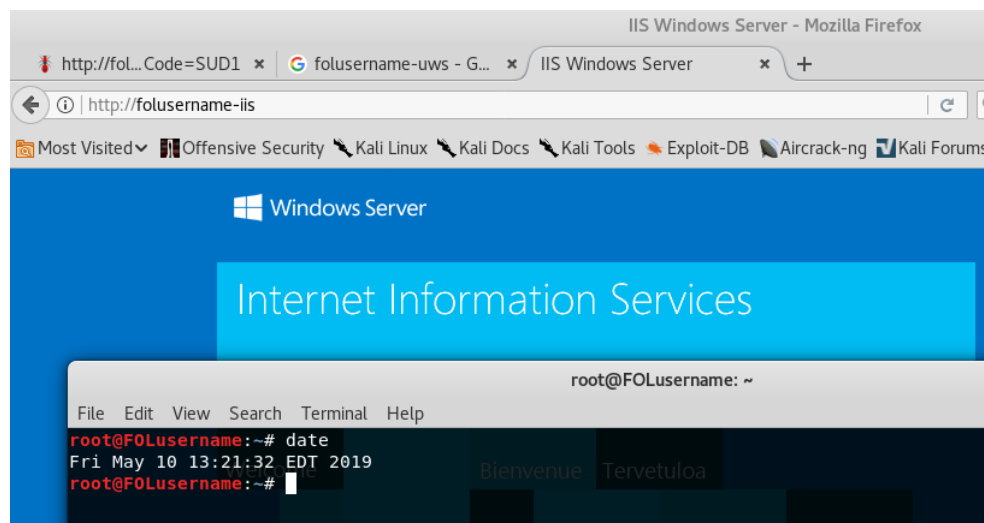 IIS Windows Server - Mozilla Firefox
http://fol...Code=SUD1 × folusername-uws - G... × IIS Windows Server × +
http://folusername-iis
Most Visited Offensive Security Kali Linux Kali Docs Kali Tools Exploit-DB Aircrack-ng Kali Forums
Windows Server
Internet Information Services
root@FOLusername: ~
File Edit View Search Terminal Help
root@FOLusername:~# date
Fri May 10 13:21:32 EDT 2019
root@FOLusername:~#
Welcome Bienvenue Tervetuloa